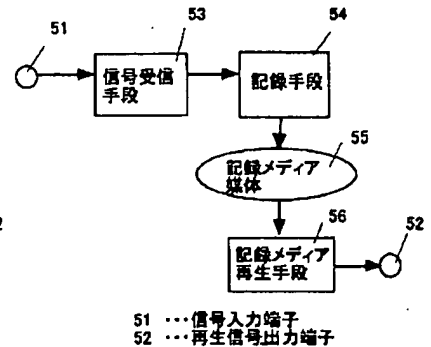 51
53
54
信号受信
手段
記録手段
55
記録メディア
媒体
56
52
記録メディア
再生手段
51 …信号入力端子
52 …再生信号出力端子